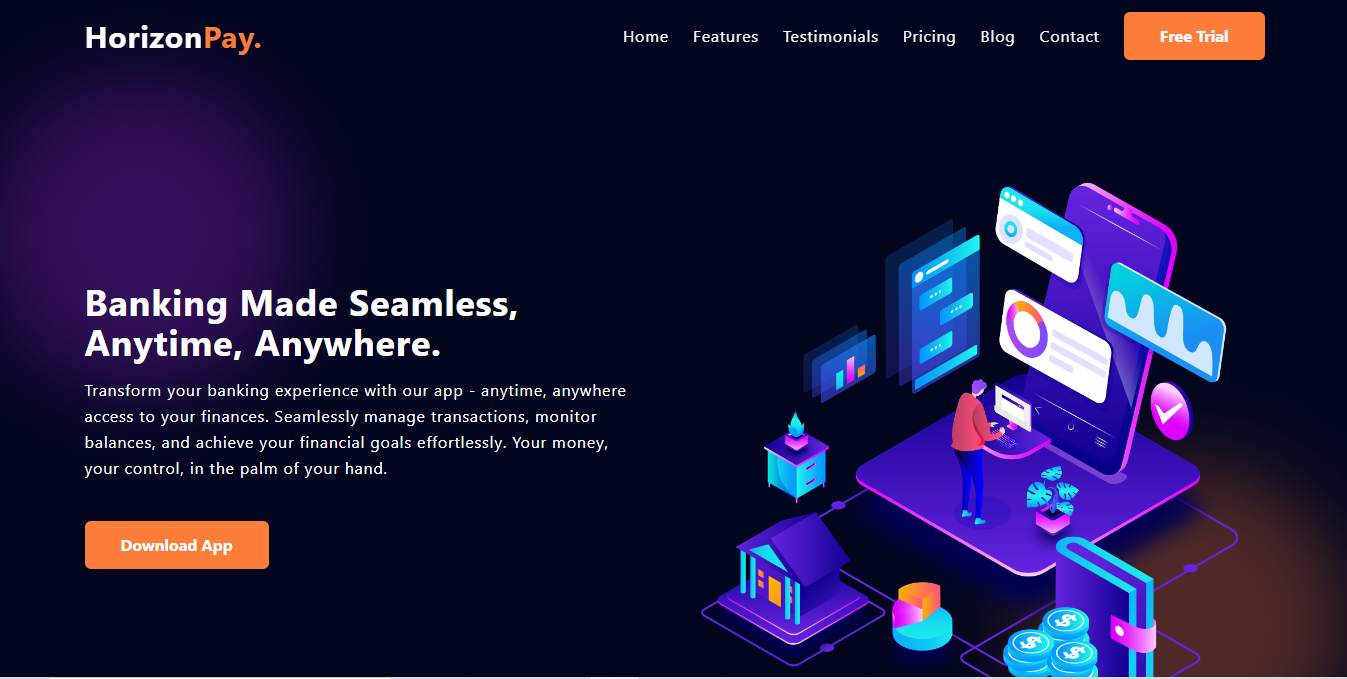 HorizonPay.
Home Features Testimonials Pricing Blog Contact Free Trial
Banking Made Seamless,
Anytime, Anywhere.
Transform your banking experience with our app - anytime, anywhere
access to your finances. Seamlessly manage transactions, monitor
balances, and achieve your financial goals effortlessly. Your money,
your control, in the palm of your hand.
Download App
$
$
$